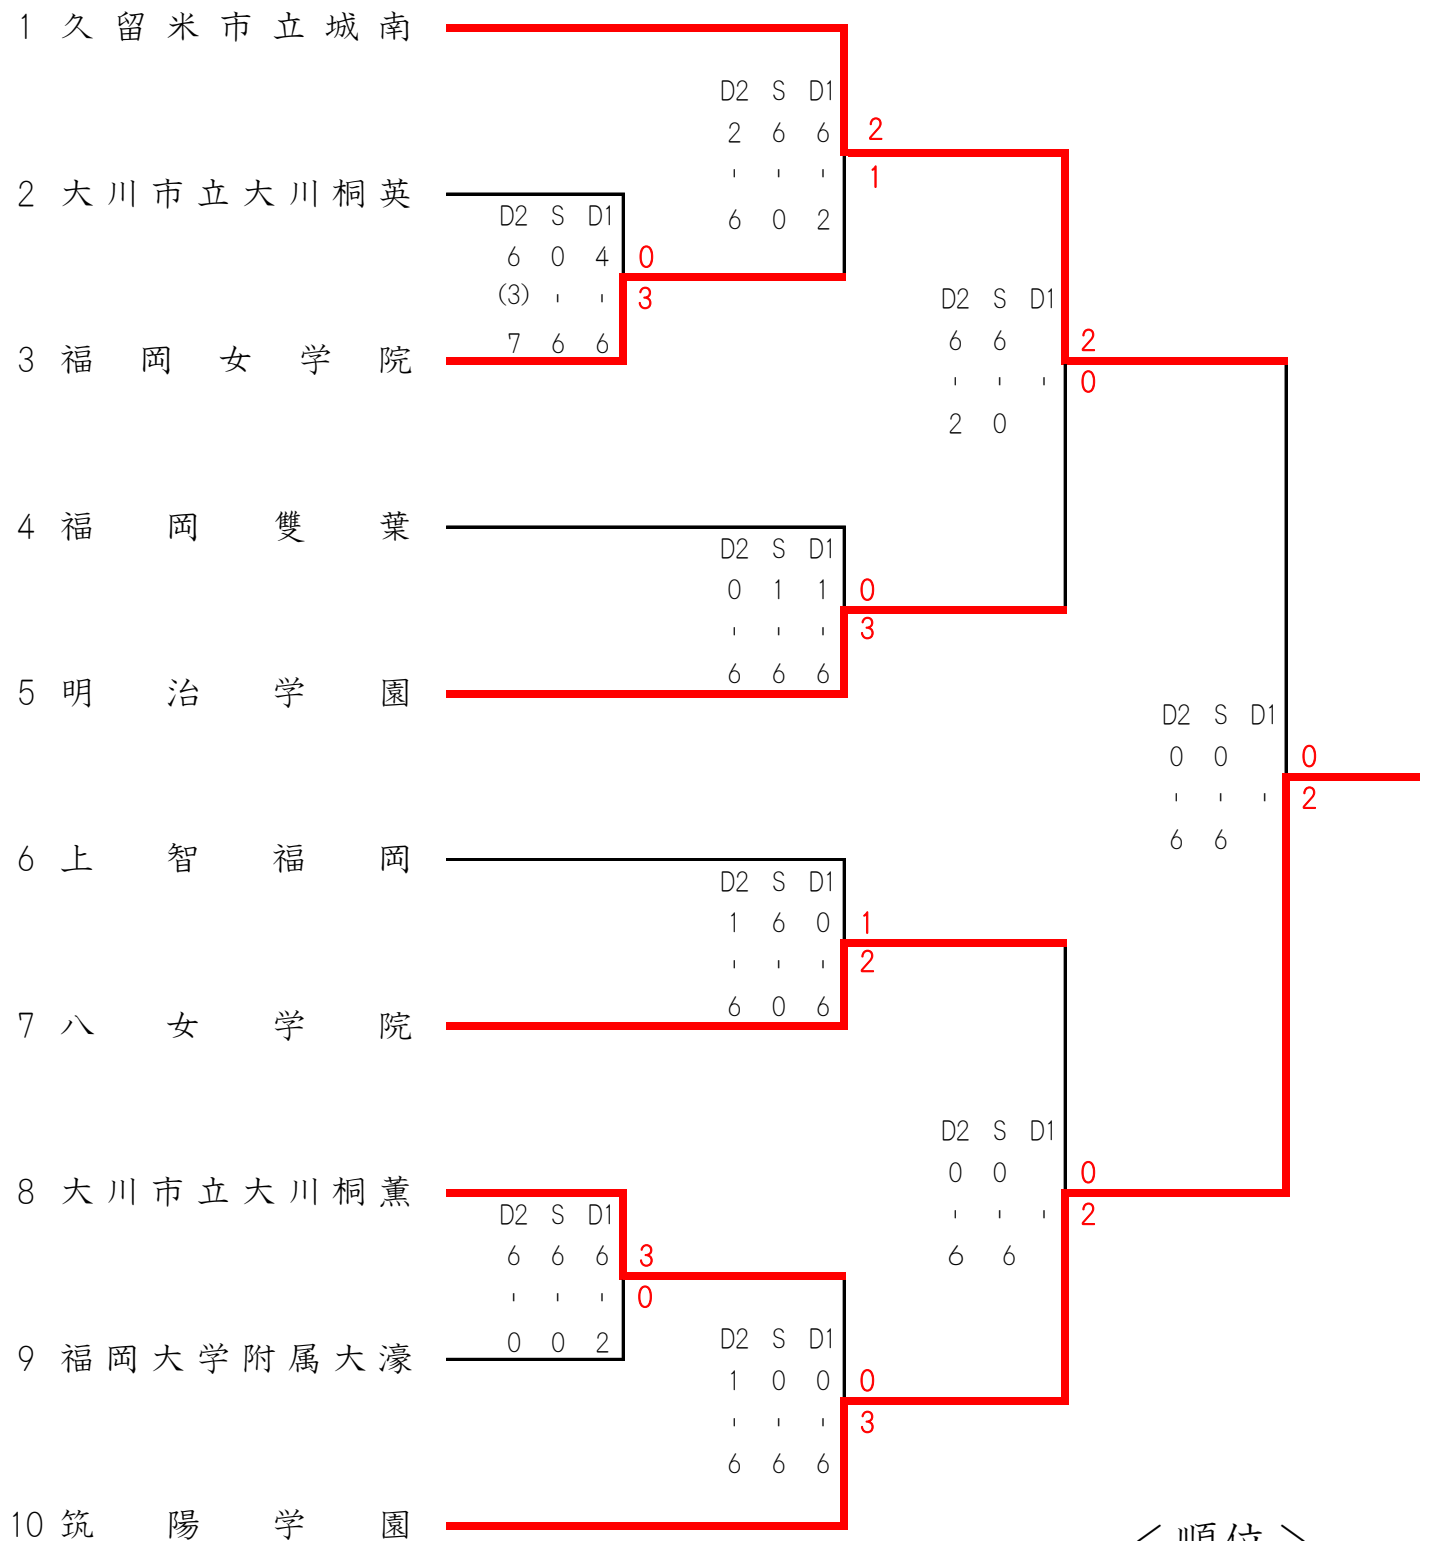 1 久留米市立城南
D2 S D1
2 6 6
- - -
6 0 2
2
1
2 大川市立大川桐英
D2 S D1
6 0 4
(3) - -
7 6 6
0
3
3 福岡女学院
D2 S D1
6 6
- - -
2 0
2
0
4 福岡雙葉
D2 S D1
0 1 1
- - -
6 6 6
0
3
5 明治学園
D2 S D1
0 0
- - -
6 6
0
2
6 上智福岡
D2 S D1
1 6 0
- - -
6 0 6
1
2
7 八女学院
D2 S D1
0 0
- - -
6 6
0
2
8 大川市立大川桐薫
D2 S D1
6 6 6
- - -
0 0 2
3
0
9 福岡大学附属大濠
D2 S D1
1 0 0
- - -
6 6 6
0
3
10 筑陽学園
＜順位＞